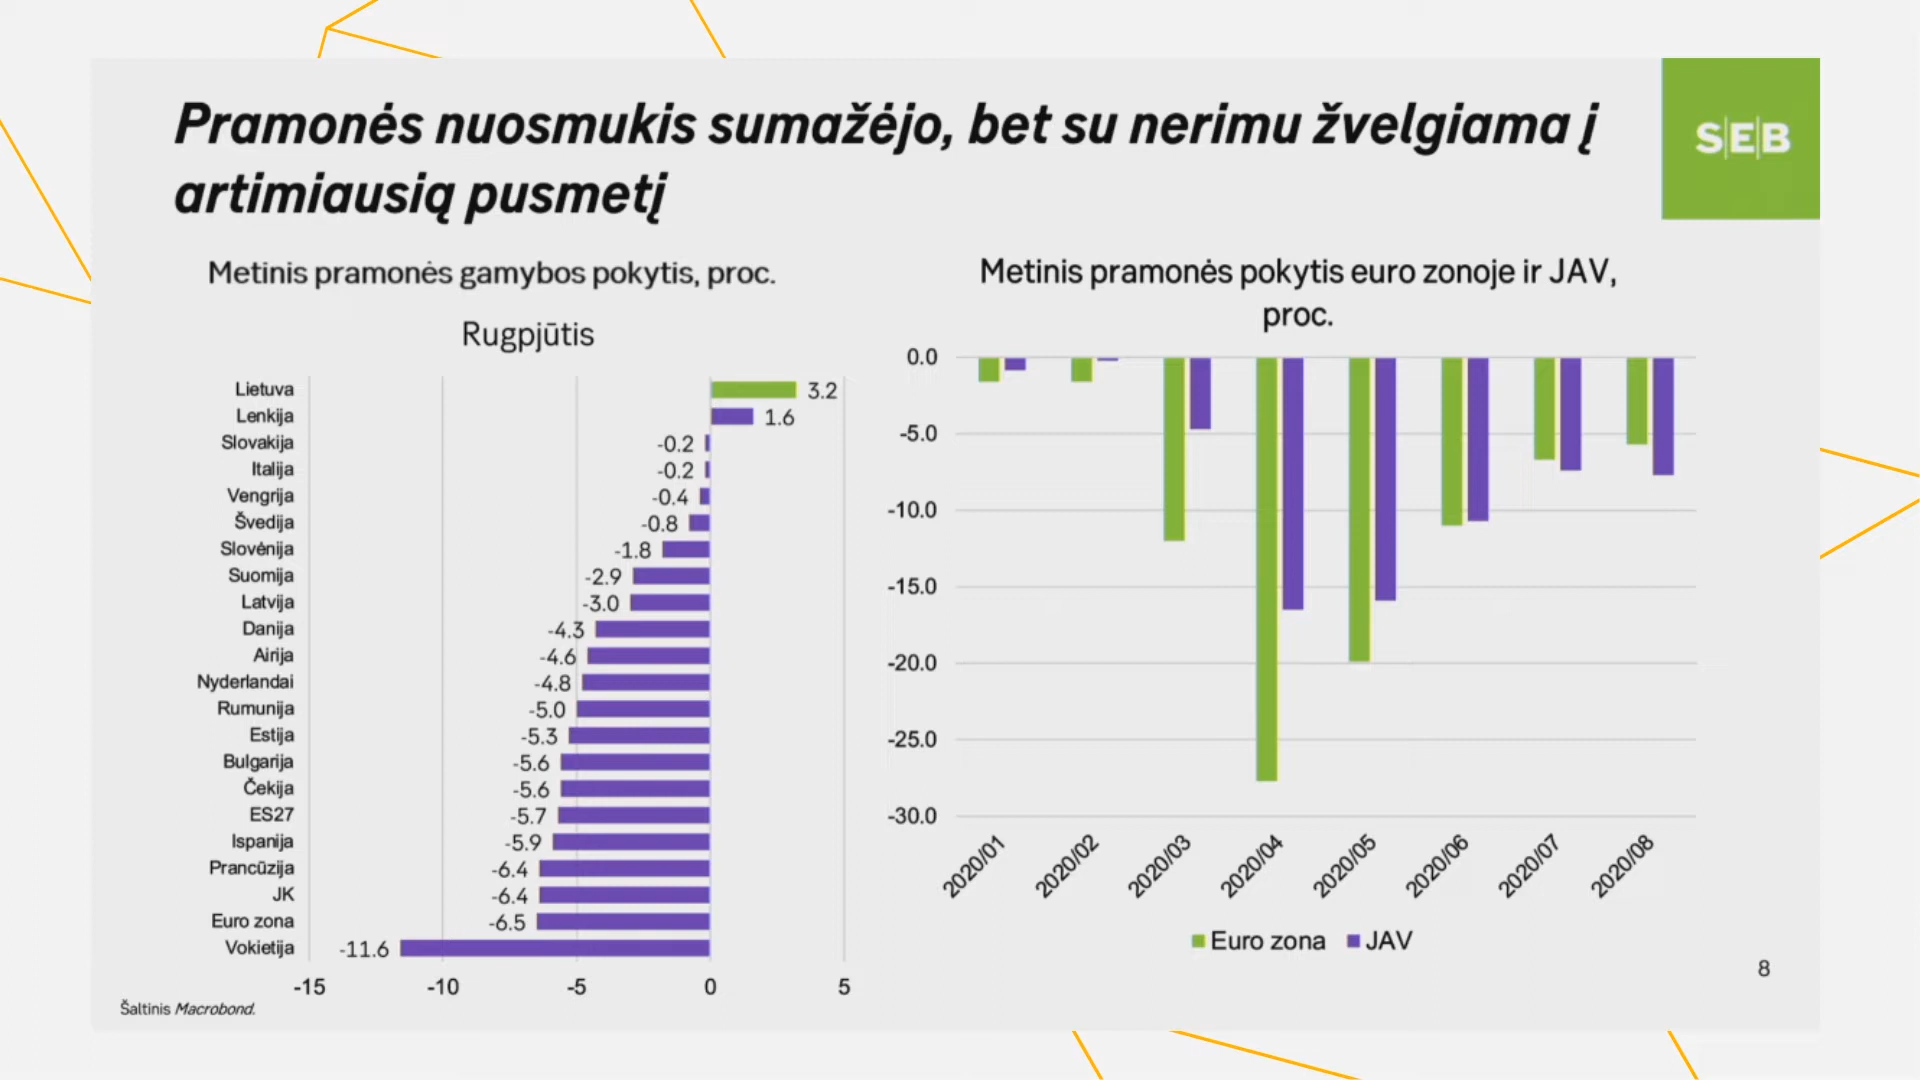 Pramonės nuosmukis sumažėjo, bet su nerimu žvelgiama į
artimiausią pusmetį
S|E|B
Metinis pramonės gamybos pokytis, proc.
Rugpjūtis
Lietuva 3.2
Lenkija 1.6
Slovakija -0.2
Italija -0.2
Vengrija -0.4
Švedija -0.8
Slovėnija -1.8
Suomija -2.9
Latvija -3.0
Danija -4.3
Airija -4.6
Nyderlandai -4.8
Rumunija -5.0
Estija -5.3
Bulgarija -5.6
Čekija -5.6
ES27 -5.7
Ispanija -5.9
Prancūzija -6.4
JK -6.4
Euro zona -6.5
Vokietija -11.6
-15 -10 -5 0 5
Šaltinis Macrobond.
Metinis pramonės pokytis euro zonoje ir JAV,
proc.
0.0
-5.0
-10.0
-15.0
-20.0
-25.0
-30.0
2020/01 2020/02 2020/03 2020/04 2020/05 2020/06 2020/07 2020/08
Euro zona JAV
8